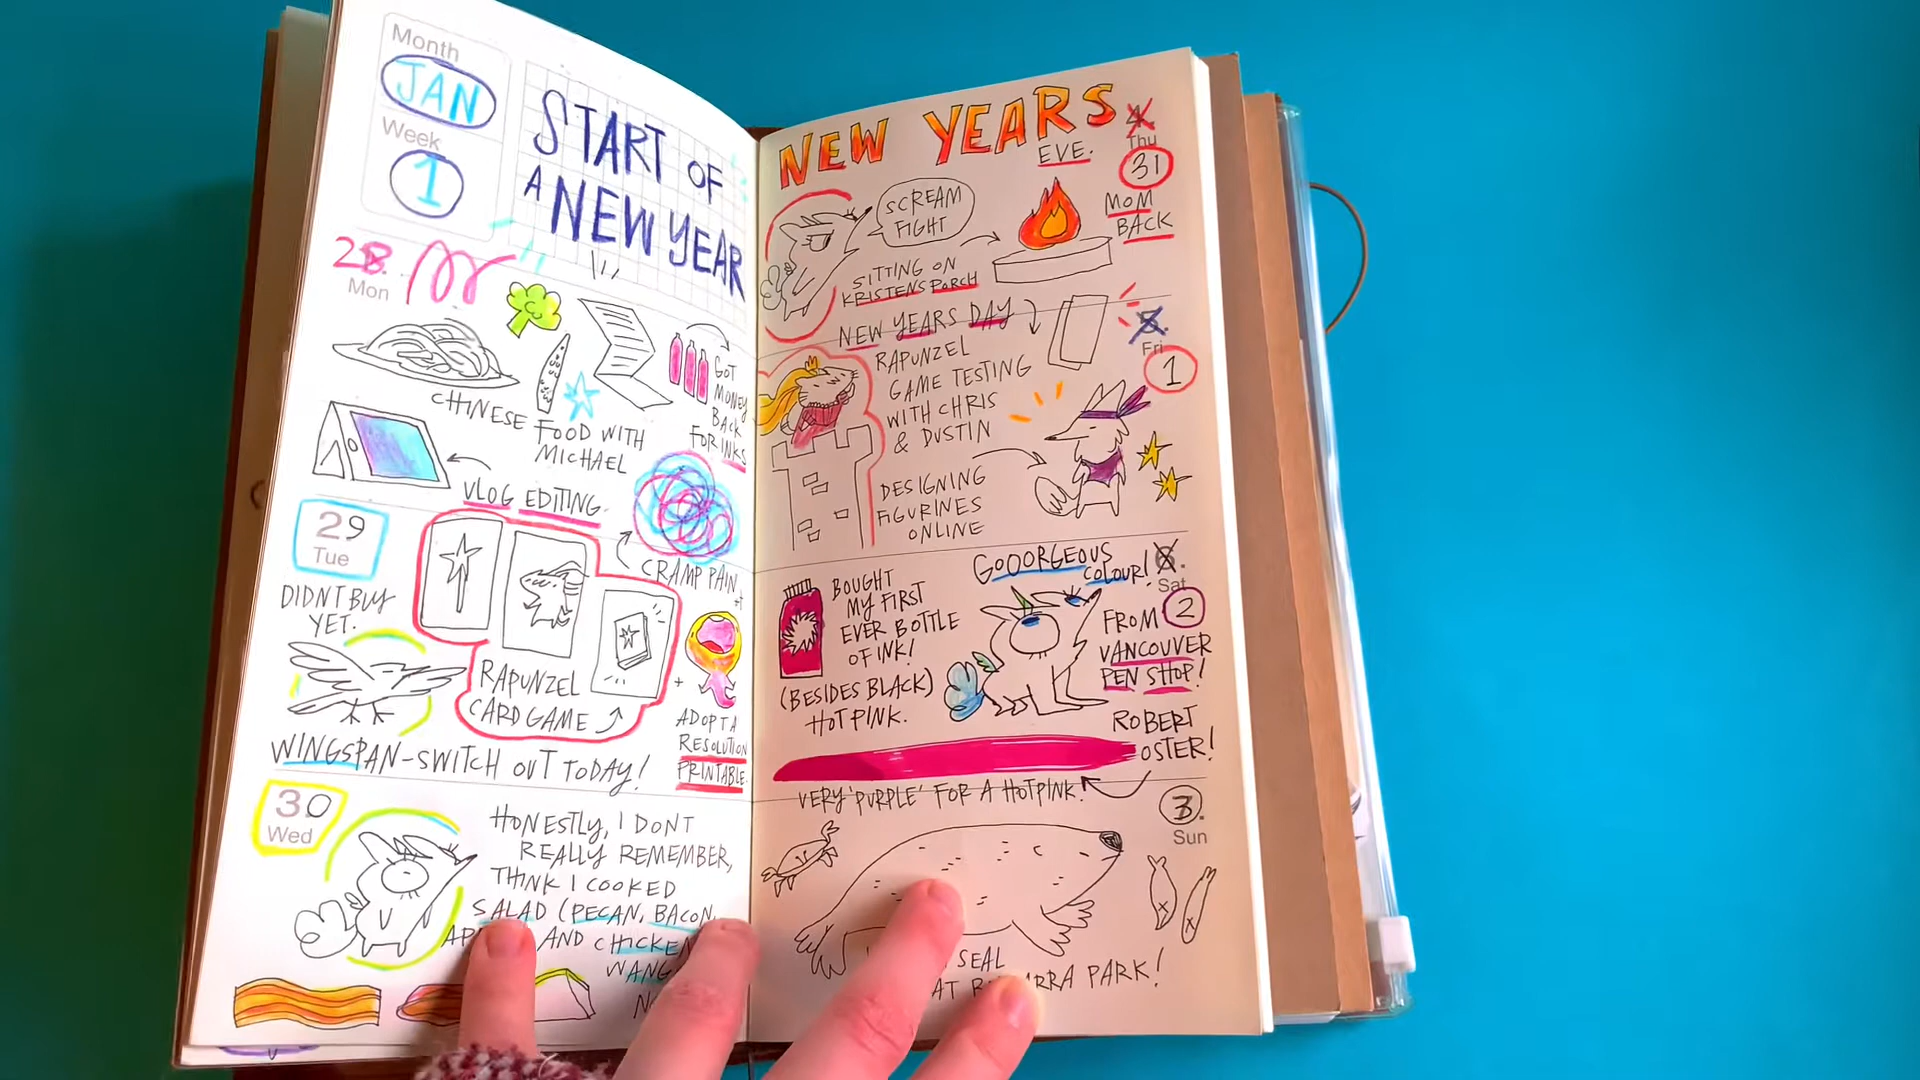 Month
JAN
Week
1
START OF
A NEW YEAR
28.
Mon
CHINESE
FOOD WITH
MICHAEL
GOT
MONEY
BACK
FOR INKS
VLOG EDITING.
CRAMP PAIN
29
Tue
DIDNT BUY
YET.
WINGSPAN-SWITCH OUT TODAY!
RAPUNZEL
CARD GAME
+
ADOPT A
RESOLUTION
PRINTABLE
30
Wed
HONESTLY, I DONT
REALLY REMEMBER,
THINK I COOKED
SALAD (PECAN, BACON,
AND CHICKEN
NEW YEARS
EVE.
Thu
31
SCREAM
FIGHT
MOM
BACK
SITTING ON
KRISTENS PORCH
NEW YEARS DAY
Fri
1
RAPUNZEL
GAME TESTING
WITH CHRIS
& DUSTIN
DESIGNING
FIGURINES
ONLINE
GOOORGEOUS
COLOUR!
Sat
2
BOUGHT
MY FIRST
EVER BOTTLE
OF INK!
(BESIDES BLACK)
HOT PINK.
FROM
VANCOUVER
PEN SHOP!
ROBERT
OSTER!
VERY 'PURPLE' FOR A HOTPINK!
3.
Sun
SEAL
AT
PARK!